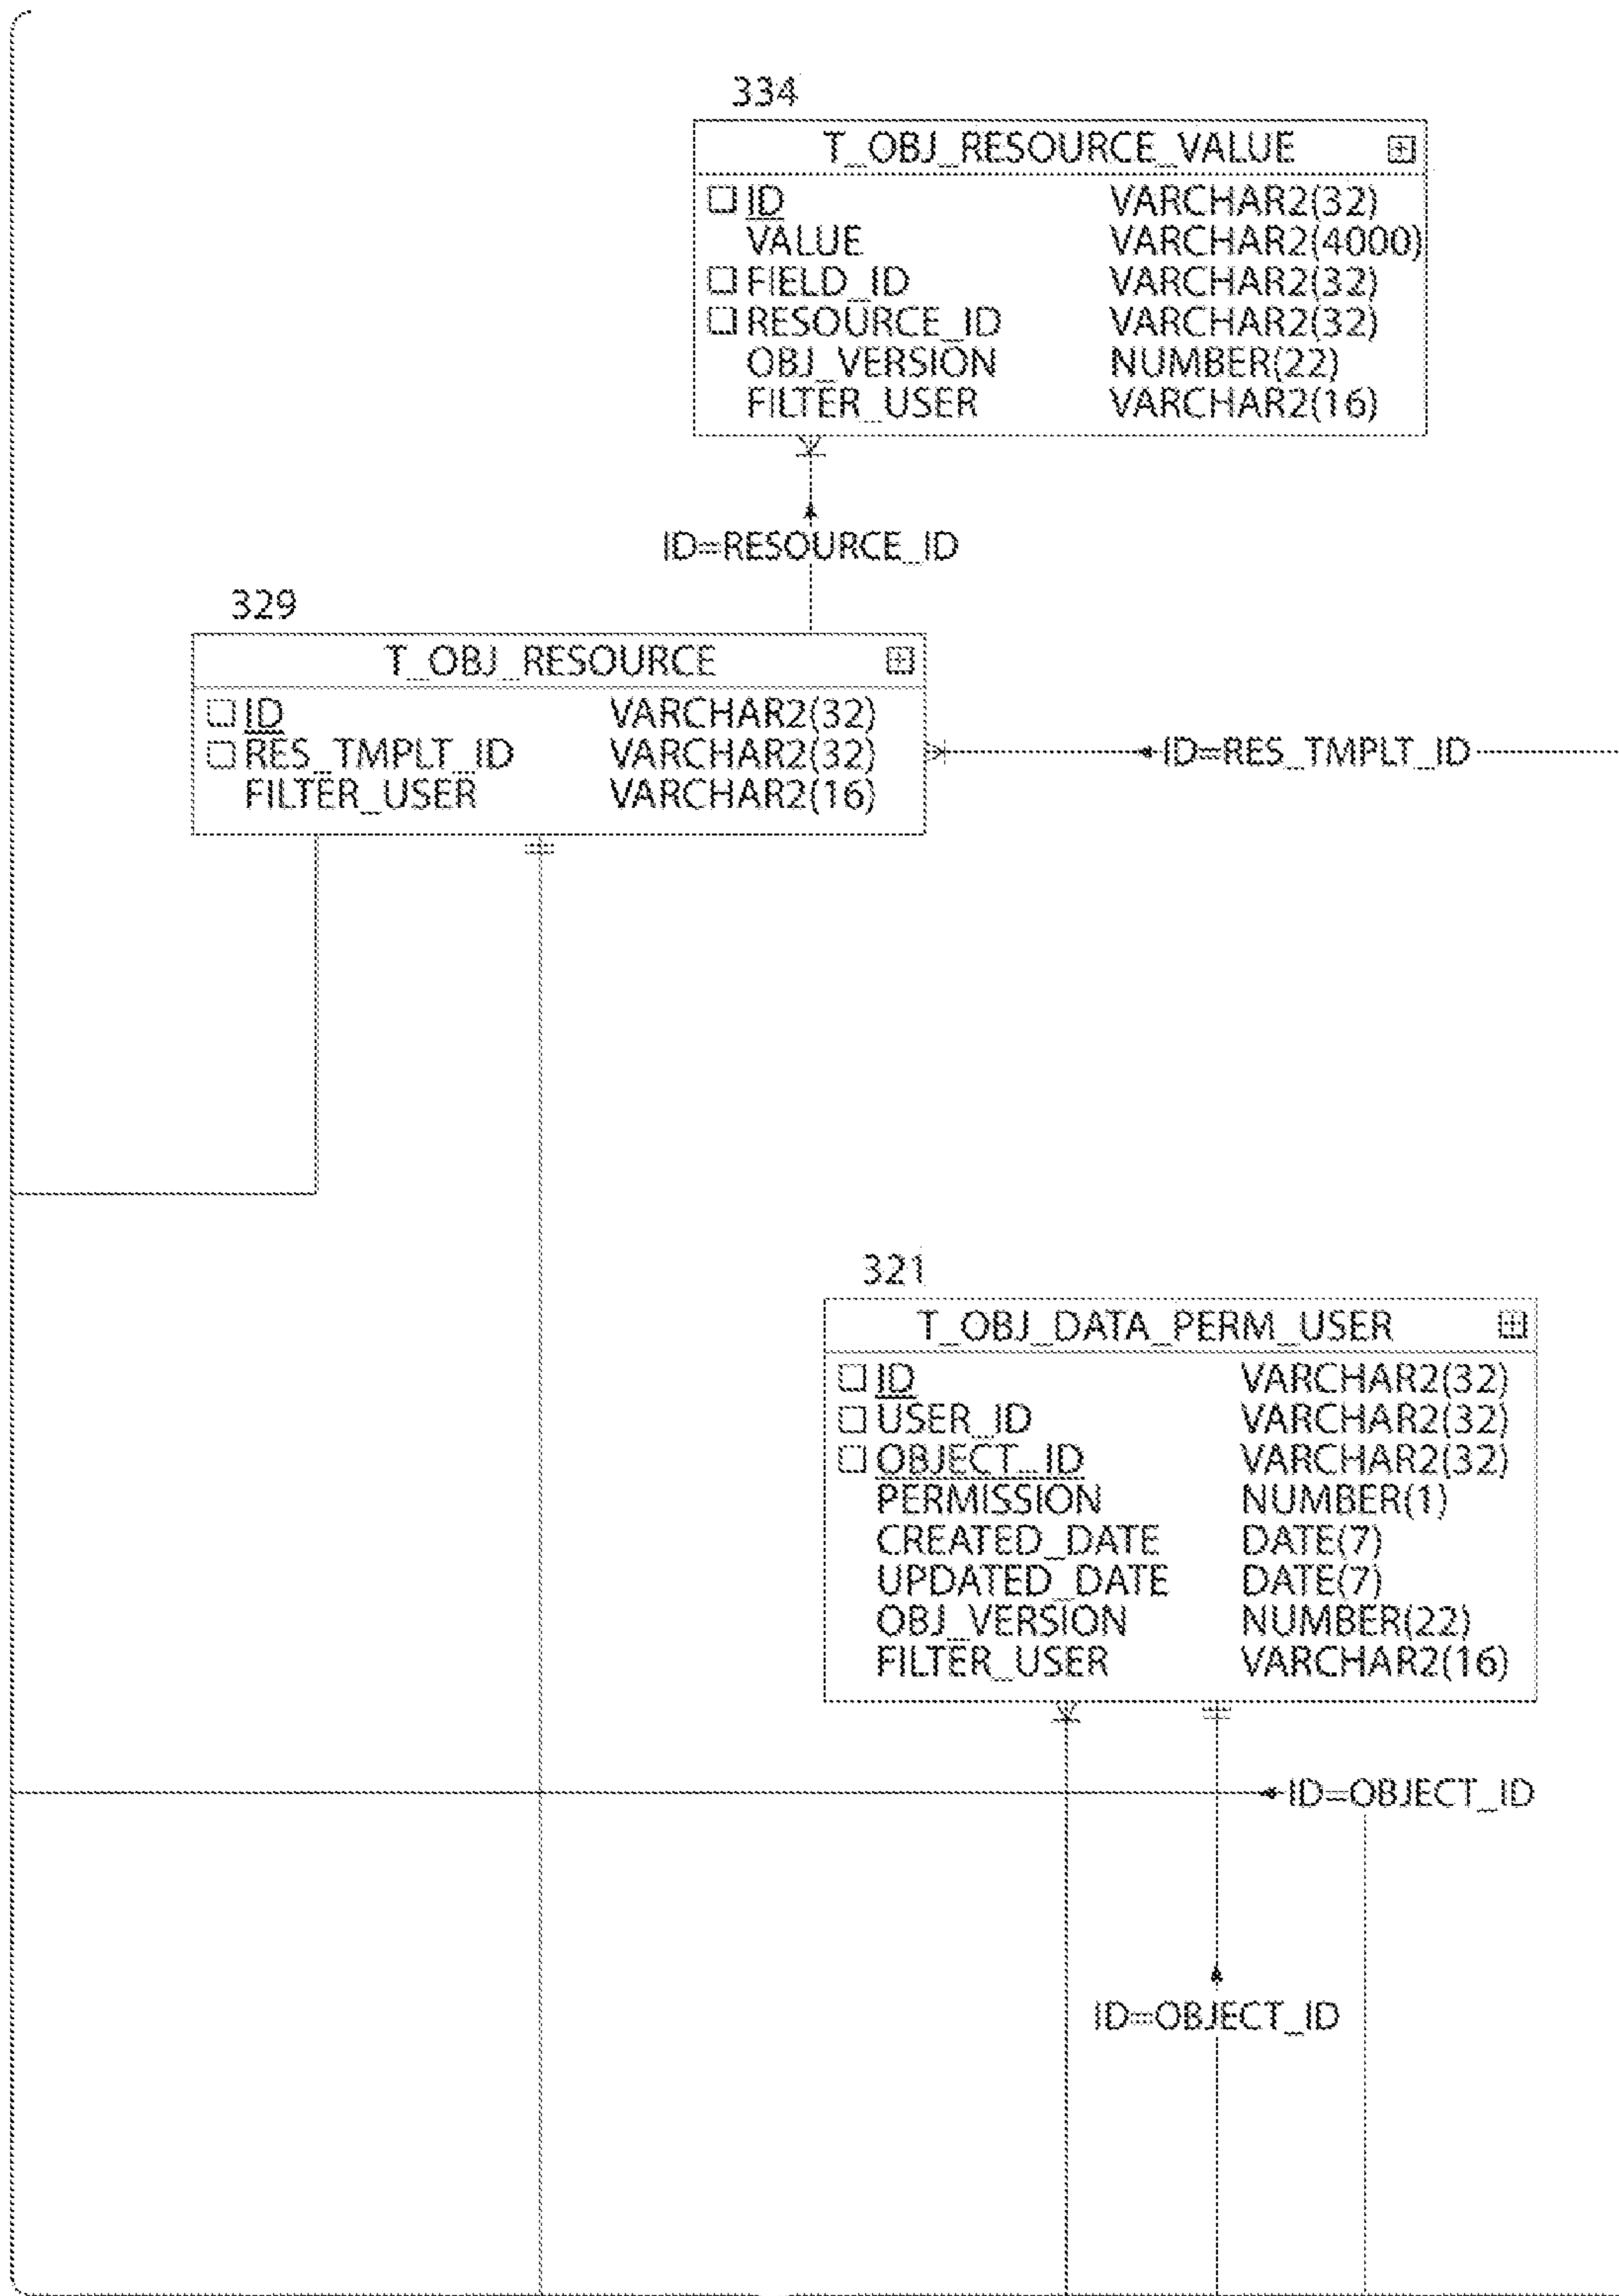 334
T_OBJ_RESOURCE_VALUE
ID VARCHAR2(32)
VALUE VARCHAR2(4000)
FIELD_ID VARCHAR2(32)
RESOURCE_ID VARCHAR2(32)
OBJ_VERSION NUMBER(22)
FILTER_USER VARCHAR2(16)
ID=RESOURCE_ID
329
T_OBJ_RESOURCE
ID VARCHAR2(32)
RES_TMPLT_ID VARCHAR2(32)
FILTER_USER VARCHAR2(16)
ID=RES_TMPLT_ID
321
T_OBJ_DATA_PERM_USER
ID VARCHAR2(32)
USER_ID VARCHAR2(32)
OBJECT_ID VARCHAR2(32)
PERMISSION NUMBER(1)
CREATED_DATE DATE(7)
UPDATED_DATE DATE(7)
OBJ_VERSION NUMBER(22)
FILTER_USER VARCHAR2(16)
ID=OBJECT_ID
ID=OBJECT_ID